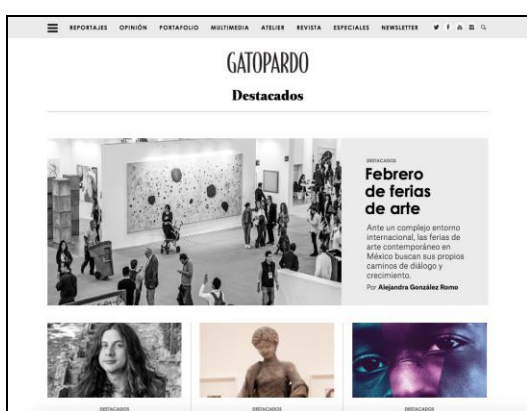 REPORTAJES OPINIÓN PORTAFOLIO MULTIMEDIA ATELIER REVISTA ESPECIALES NEWSLETTER
GATOPARDO
Destacados
DESTACADOS
Febrero
de ferias
de arte
Ante un complejo entorno
internacional, las ferias de
arte contemporáneo en
México buscan sus propios
caminos de diálogo y
crecimiento.
Por Alejandra González Romo
DESTACADOS DESTACADOS DESTACADOS